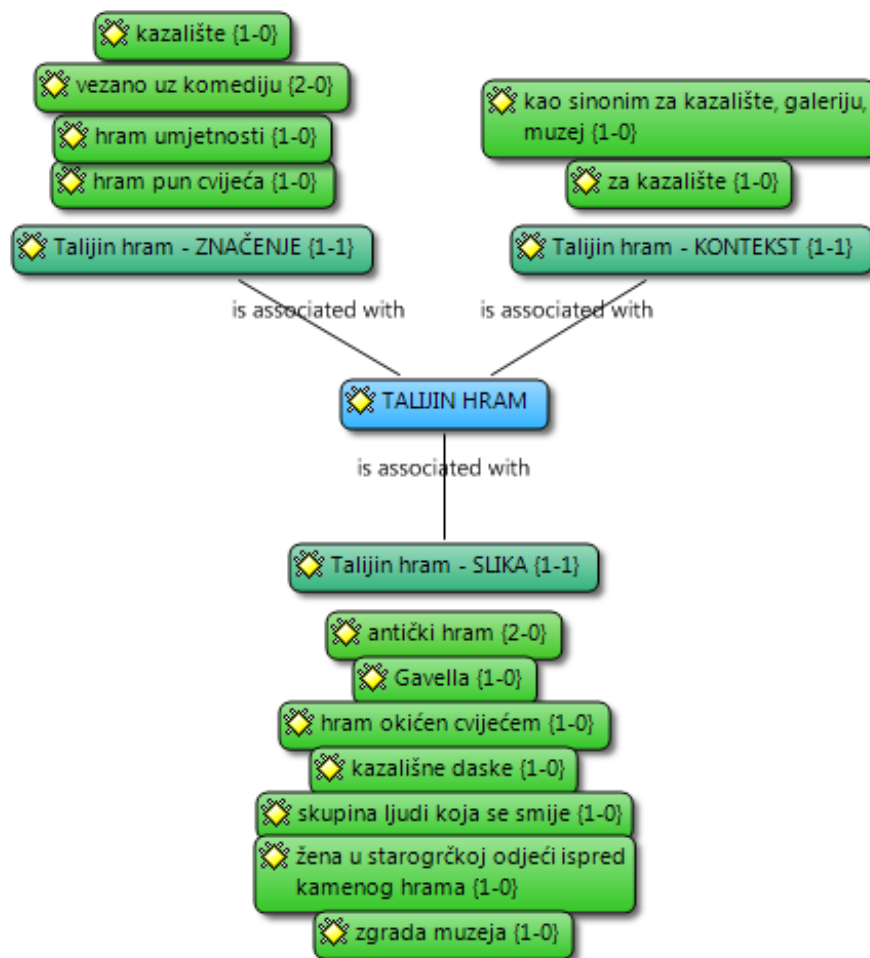 kazalište {1-0}
vezano uz komediju {2-0}
hram umjetnosti {1-0}
hram pun cvijeća {1-0}
Talijin hram - ZNAČENJE {1-1}
kao sinonim za kazalište, galeriju,
muzej {1-0}
za kazalište {1-0}
Talijin hram - KONTEKST {1-1}
is associated with
is associated with
TALIJIN HRAM
is associated with
Talijin hram - SLIKA {1-1}
antički hram {2-0}
Gavella {1-0}
hram okićen cvijećem {1-0}
kazališne daske {1-0}
skupina ljudi koja se smije {1-0}
žena u starogrčkoj odjeći ispred
kamenog hrama {1-0}
zgrada muzeja {1-0}